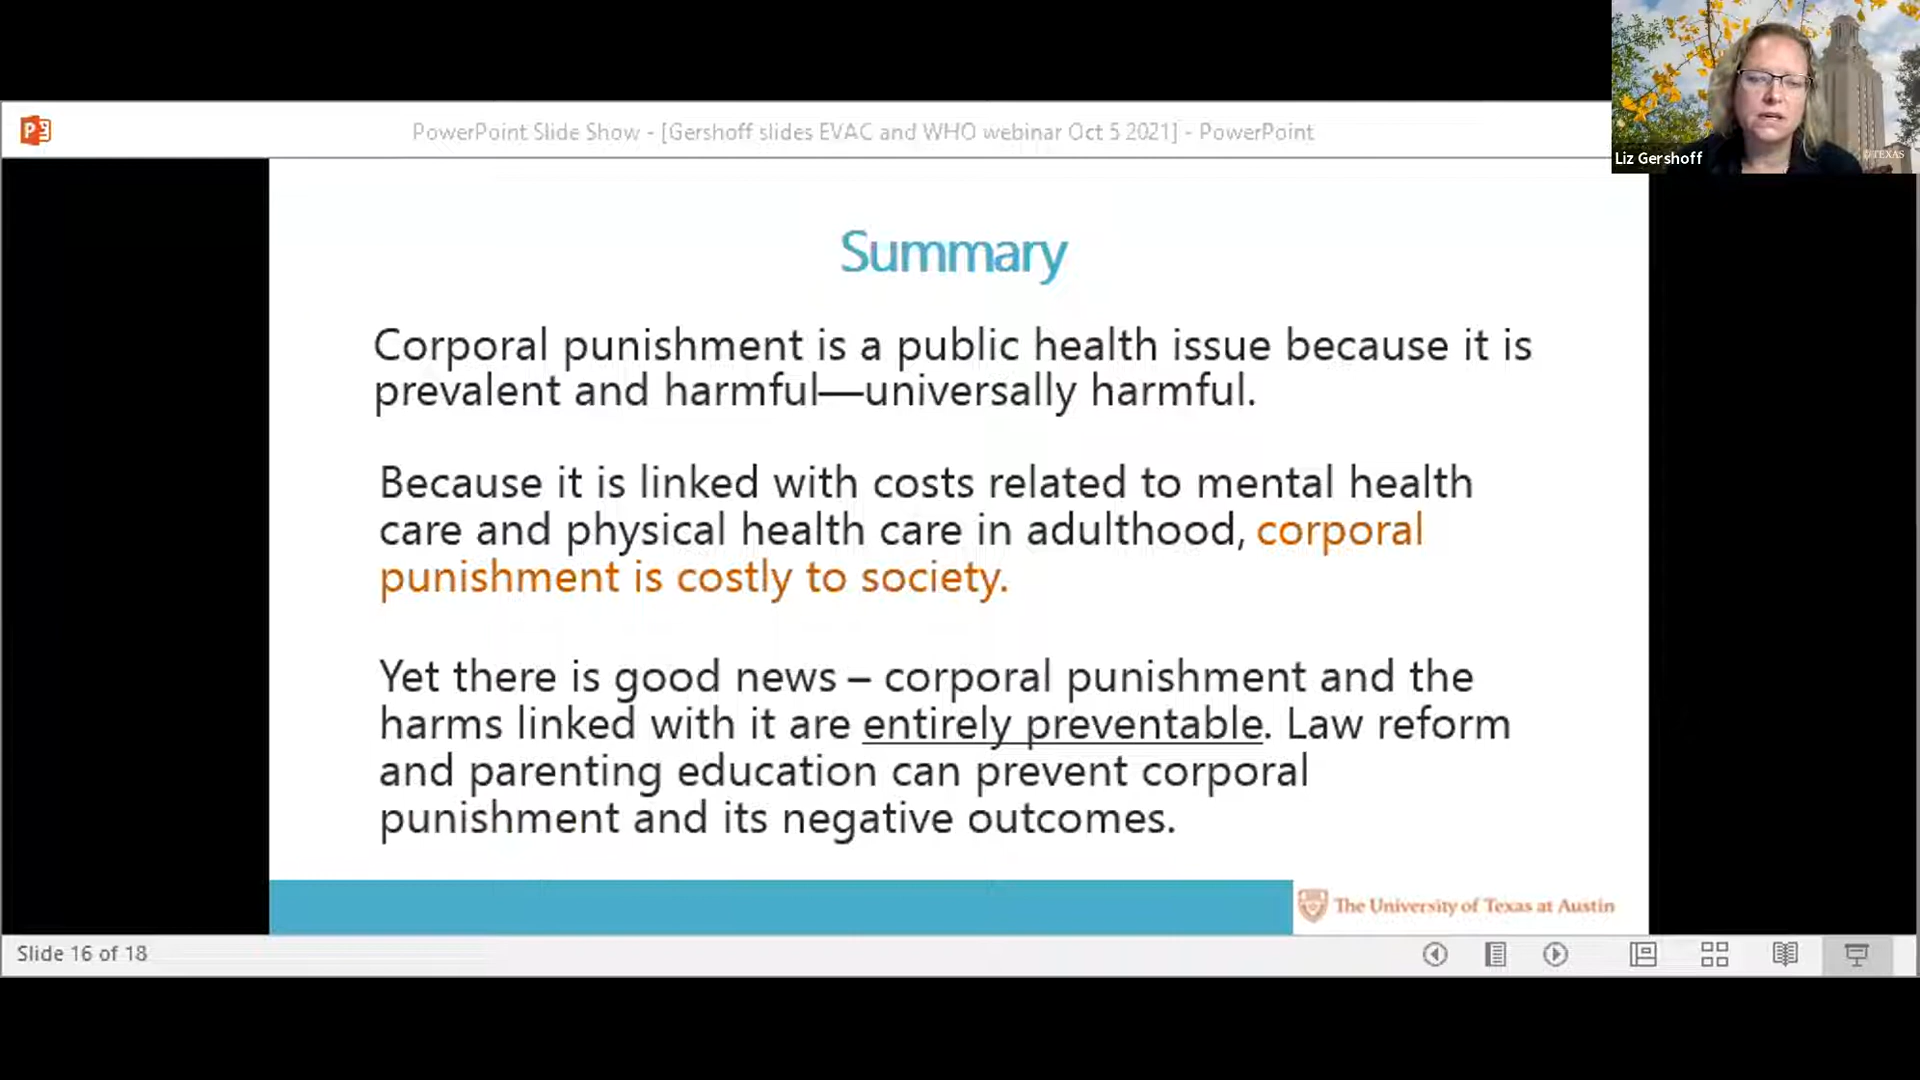 PowerPoint Slide Show - [Gershoff slides EVAC and WHO webinar Oct 5 2021] - PowerPoint
TEXAS
Liz Gershoff
Summary
Corporal punishment is a public health issue because it is
prevalent and harmful—universally harmful.
Because it is linked with costs related to mental health
care and physical health care in adulthood, corporal
punishment is costly to society.
Yet there is good news – corporal punishment and the
harms linked with it are entirely preventable. Law reform
and parenting education can prevent corporal
punishment and its negative outcomes.
The University of Texas at Austin
Slide 16 of 18